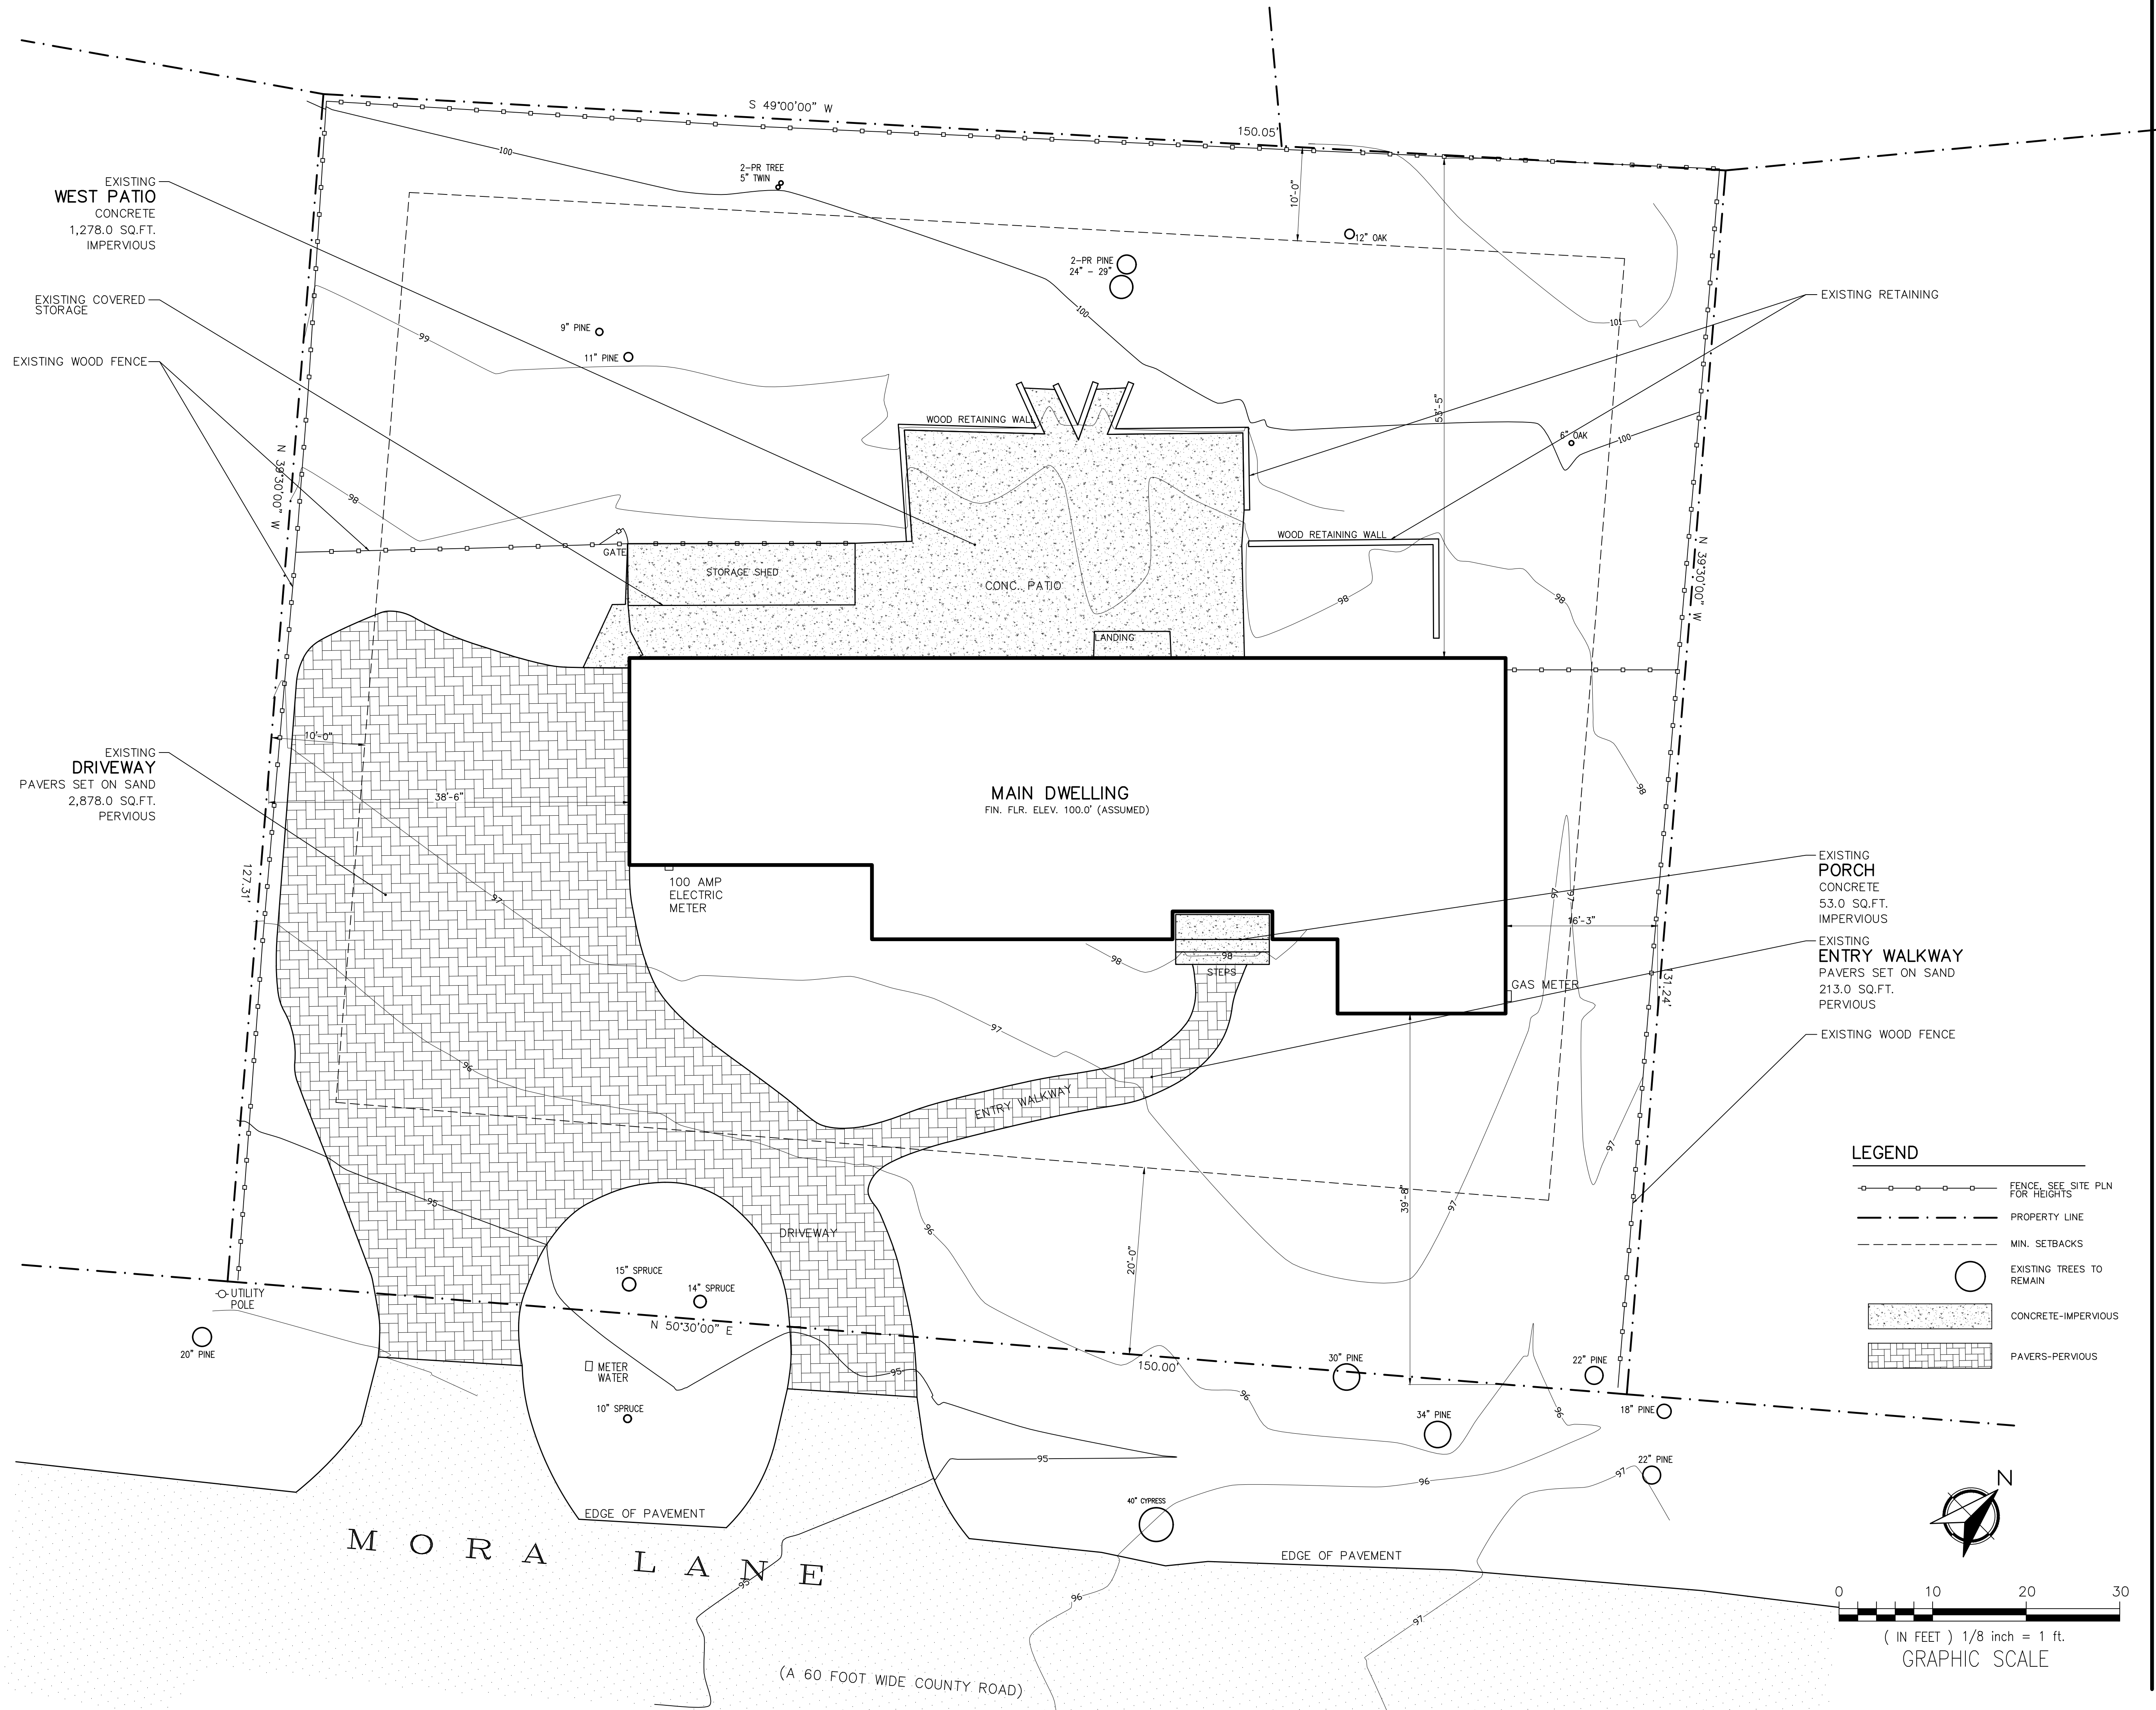 S 49°00'00" W
150.05'
100
2-PR TREE
5" TWIN
10'-0"
EXISTING
WEST PATIO
CONCRETE
1,278.0 SQ.FT.
IMPERVIOUS
12" OAK
2-PR PINE
24" - 29"
EXISTING COVERED
STORAGE
EXISTING RETAINING
100
101
9" PINE
99
11" PINE
EXISTING WOOD FENCE
53'-5"
WOOD RETAINING WALL
6" OAK
100
N 39°30'00" W
98
WOOD RETAINING WALL
GATE
STORAGE SHED
CONC. PATIO
98
98
N 39°30'00" W
LANDING
10'-0"
EXISTING
DRIVEWAY
PAVERS SET ON SAND
2,878.0 SQ.FT.
PERVIOUS
38'-6"
MAIN DWELLING
FIN. FLR. ELEV. 100.0' (ASSUMED)
98
127.31'
100 AMP
ELECTRIC
METER
97
97
97
16'-3"
EXISTING
PORCH
CONCRETE
53.0 SQ.FT.
IMPERVIOUS
98
98
STEPS
EXISTING
ENTRY WALKWAY
PAVERS SET ON SAND
213.0 SQ.FT.
PERVIOUS
GAS METER
131.24'
97
EXISTING WOOD FENCE
96
ENTRY WALKWAY
97
95
39'-8"
97
96
DRIVEWAY
20'-0"
LEGEND
FENCE, SEE SITE PLN
FOR HEIGHTS
PROPERTY LINE
MIN. SETBACKS
EXISTING TREES TO
REMAIN
CONCRETE-IMPERVIOUS
PAVERS-PERVIOUS
15" SPRUCE
14" SPRUCE
UTILITY
POLE
20" PINE
N 50°30'00" E
METER
WATER
150.00'
95
30" PINE
22" PINE
96
10" SPRUCE
34" PINE
96
18" PINE
95
96
97
22" PINE
40" CYPRESS
EDGE OF PAVEMENT
N
MORA LANE
EDGE OF PAVEMENT
95
96
97
0 10 20 30
( IN FEET ) 1/8 inch = 1 ft.
GRAPHIC SCALE
(A 60 FOOT WIDE COUNTY ROAD)